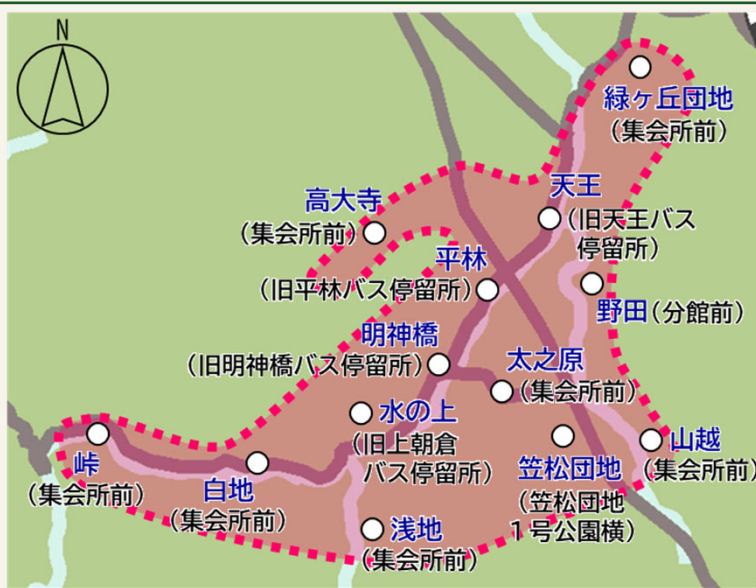 N
緑ヶ丘団地
(集会所前)
天王
(旧天王バス
停留所)
高大寺
(集会所前)
平林
(旧平林バス停留所)
野田(分館前)
明神橋
(旧明神橋バス停留所)
太之原
(集会所前)
水の上
(旧上朝倉
バス停留所)
山越
(集会所前)
笠松団地
(笠松団地
1号公園横)
峠
(集会所前)
白地
(集会所前)
浅地
(集会所前)